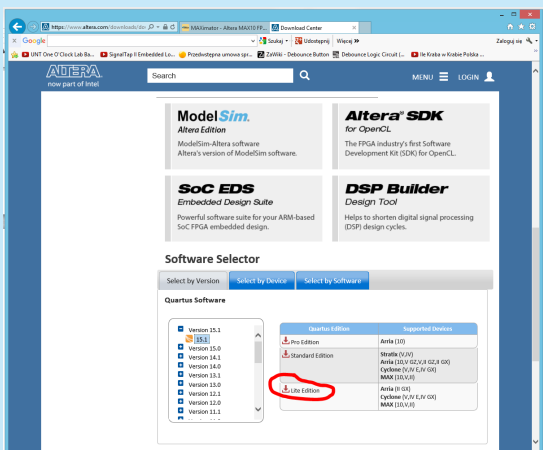 https://www.altera.com/downloads/dov
MAXimator - Altera MAX10 FP...
Download Center
x Google
Szukaj
Udostępnij
Więcej >>
Zaloguj się
UNT One O'Clock Lab Ba...
SignalTap II Embedded Lo...
Przedwstepna umowa spr...
ZaWiki - Debounce Button
Debounce Logic Circuit (...
Ile Kraba w Krabie Polska ...
ALTERA
now part of Intel
Search
MENU
LOGIN
ModelSim.
Altera Edition
ModelSim-Altera software
Altera's version of ModelSim software.
Altera® SDK
for OpenCL
The FPGA industry's first Software
Development Kit (SDK) for OpenCL.
SoC EDS
Embedded Design Suite
Powerful software suite for your ARM-based
SoC FPGA embedded design.
DSP Builder
Design Tool
Helps to shorten digital signal processing
(DSP) design cycles.
Software Selector
Select by Version
Select by Device
Select by Software
Quartus Software
Version 15.1
15.1
Version 15.0
Version 14.1
Version 14.0
Version 13.1
Version 13.0
Version 12.1
Version 12.0
Version 11.1
Quartus Edition
Supported Devices
Pro Edition
Arria (10)
Standard Edition
Stratix (V,IV)
Arria (10,V GZ,V,II GZ,II GX)
Cyclone (V,IV E,IV GX)
MAX (10,V,II)
Lite Edition
Arria (II GX)
Cyclone (V,IV E,IV GX)
MAX (10,V,II)